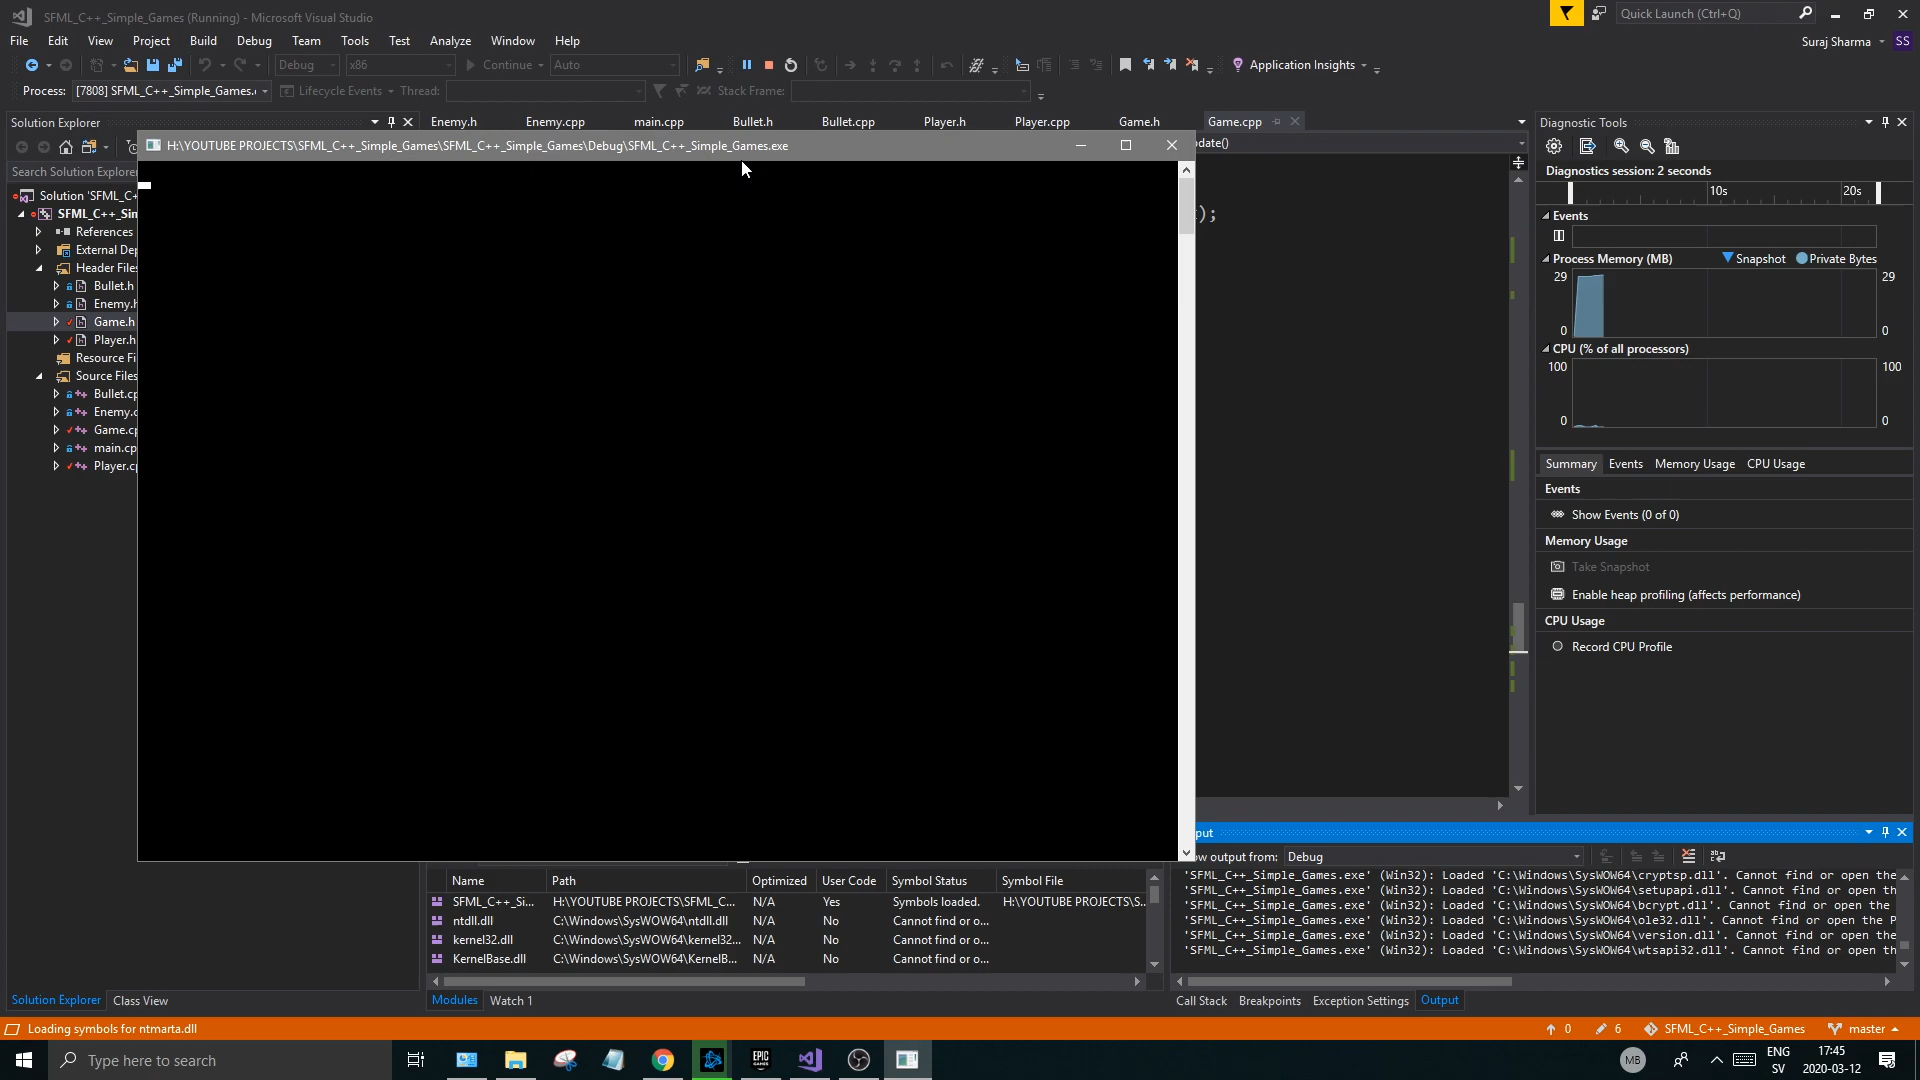 SFML_C++_Simple_Games (Running) - Microsoft Visual Studio
Quick Launch (Ctrl+Q)
File Edit View Project Build Debug Team Tools Test Analyze Window Help
Suraj Sharma SS
Debug x86 Continue Auto Application Insights
Process: [7808] SFML_C++_Simple_Games. Lifecycle Events Thread: Stack Frame:
Solution Explorer
Enemy.h Enemy.cpp main.cpp Bullet.h Bullet.cpp Player.h Player.cpp Game.h Game.cpp
Diagnostic Tools
H:\YOUTUBE PROJECTS\SFML_C++_Simple_Games\SFML_C++_Simple_Games\Debug\SFML_C++_Simple_Games.exe
date()
Search Solution Explorer
Diagnostics session: 2 seconds
10s 20s
Solution 'SFML_C+
SFML_C++_Sim
References
External Dep
Header Files
Bullet.h
Enemy.h
Game.h
Player.h
Resource Fi
Source Files
Bullet.cp
Enemy.c
Game.cp
main.cp
Player.cp
);
Events
Process Memory (MB) Snapshot Private Bytes
29 29
0 0
CPU (% of all processors)
100 100
0 0
Summary Events Memory Usage CPU Usage
Events
Show Events (0 of 0)
Memory Usage
Take Snapshot
Enable heap profiling (affects performance)
CPU Usage
Record CPU Profile
put
ow output from: Debug
Name Path Optimized User Code Symbol Status Symbol File
SFML_C++_Si... H:\YOUTUBE PROJECTS\SFML_C... N/A Yes Symbols loaded. H:\YOUTUBE PROJECTS\S...
ntdll.dll C:\Windows\SysWOW64\ntdll.dll N/A No Cannot find or o...
kernel32.dll C:\Windows\SysWOW64\kernel32... N/A No Cannot find or o...
KernelBase.dll C:\Windows\SysWOW64\KernelB... N/A No Cannot find or o...
'SFML_C++_Simple_Games.exe' (Win32): Loaded 'C:\Windows\SysWOW64\cryptsp.dll'. Cannot find or open the
'SFML_C++_Simple_Games.exe' (Win32): Loaded 'C:\Windows\SysWOW64\setupapi.dll'. Cannot find or open th
'SFML_C++_Simple_Games.exe' (Win32): Loaded 'C:\Windows\SysWOW64\bcrypt.dll'. Cannot find or open the
'SFML_C++_Simple_Games.exe' (Win32): Loaded 'C:\Windows\SysWOW64\ole32.dll'. Cannot find or open the P
'SFML_C++_Simple_Games.exe' (Win32): Loaded 'C:\Windows\SysWOW64\version.dll'. Cannot find or open the
'SFML_C++_Simple_Games.exe' (Win32): Loaded 'C:\Windows\SysWOW64\wtsapi32.dll'. Cannot find or open th
Solution Explorer Class View
Modules Watch 1
Call Stack Breakpoints Exception Settings Output
Loading symbols for ntmarta.dll
0 6 SFML_C++_Simple_Games master
Type here to search
EPIC GAMES
MB
ENG
SV
17:45
2020-03-12